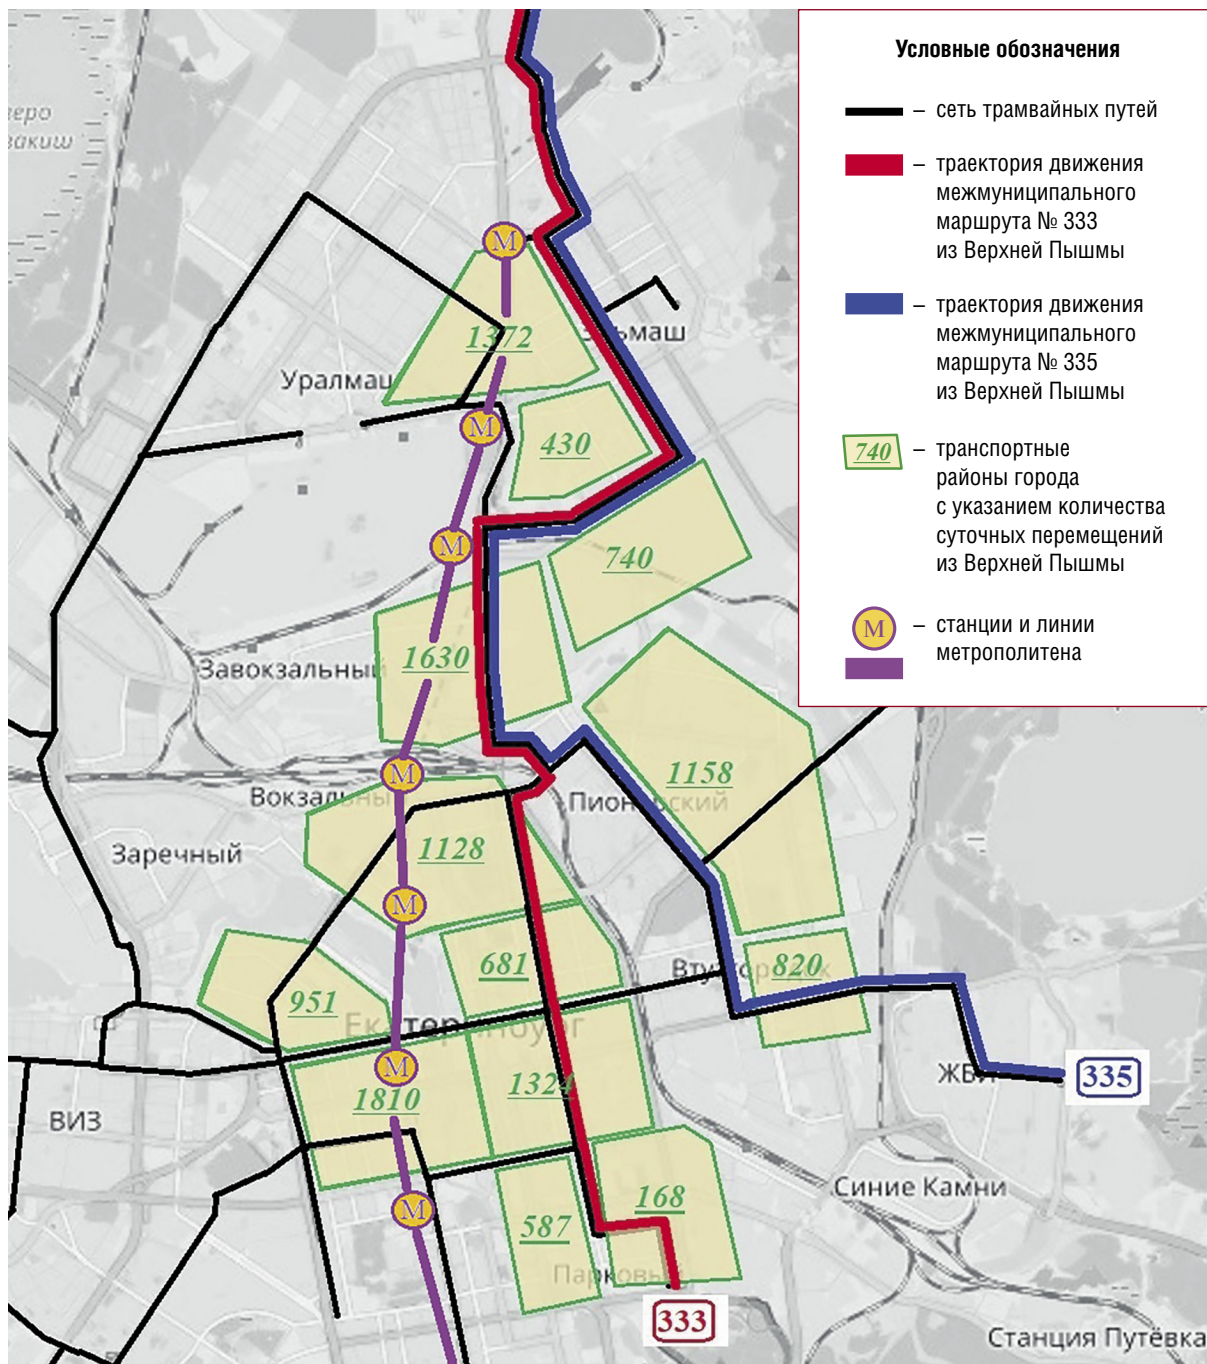 Условные обозначения
– сеть трамвайных путей
– траектория движения
межмуниципального
маршрута № 333
из Верхней Пышмы
– траектория движения
межмуниципального
маршрута № 335
из Верхней Пышмы
740 – транспортные
районы города
с указанием количества
суточных перемещений
из Верхней Пышмы
М – станции и линии
метрополитена
М
1372
Уралмаш
М
430
М
740
1630
Завокзальный
М
1158
Вокзальный
Пионерский
Заречный
1128
М
681
Втузгородок
820
951
Екатеринбург
М
1810
1324
ЖБИ
335
ВИЗ
168
Синие Камни
М
587
Парковый
333
Станция Путёвка